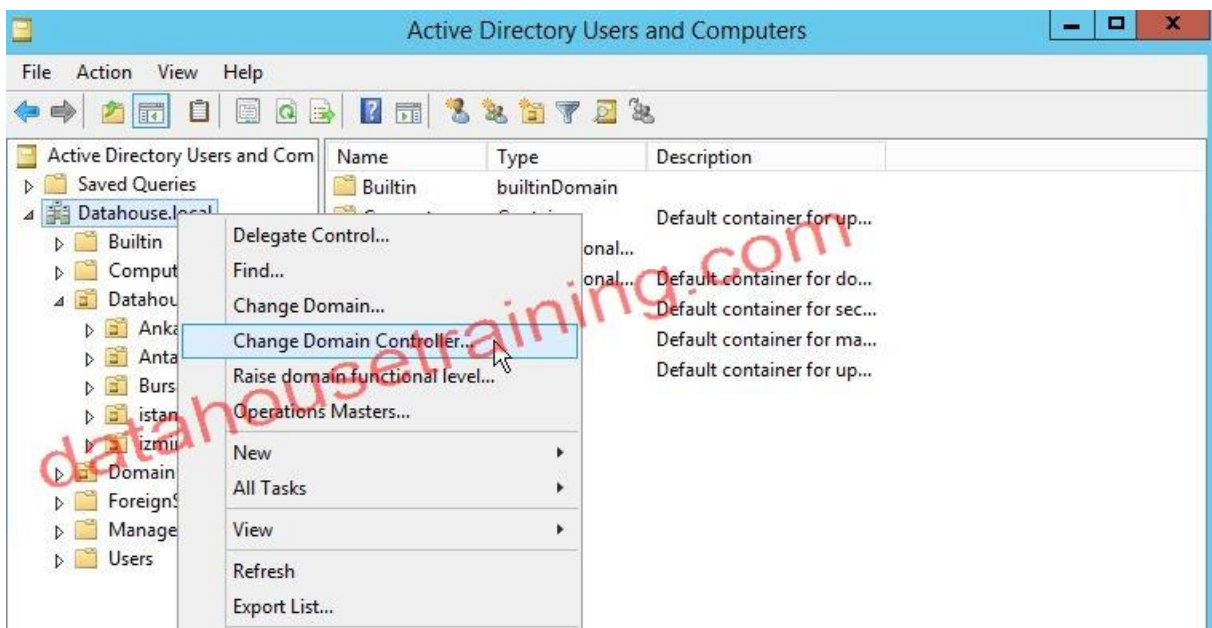 Active Directory Users and Computers
X
File Action View Help
Active Directory Users and Com
Saved Queries
Datahouse.local
Builtin
Comput
Datahou
Anka
Anta
Burs
istan
izmi
Domain
ForeignS
Manage
Users
Delegate Control...
Find...
Change Domain...
Change Domain Controller...
Raise domain functional level...
Operations Masters...
New
All Tasks
View
Refresh
Export List...
Name Type Description
Builtin builtinDomain
Default container for up...
onal...
onal... Default container for do...
Default container for sec...
Default container for ma...
Default container for up...
datahousetraining.com